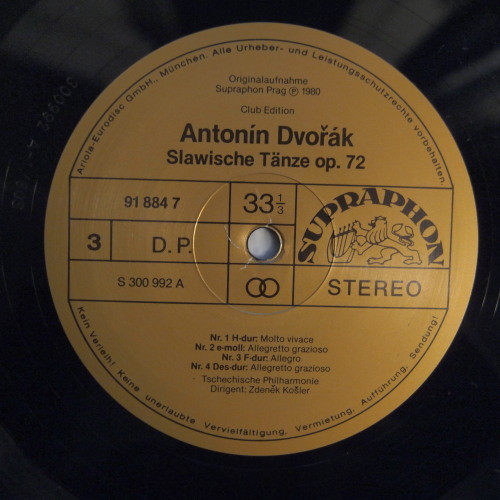 Ariola-Eurodisc GmbH., München. Alle Urheber- und Leistungsschutzrechte vorbehalten.
Originalaufnahme
Supraphon Prag Ⓟ 1980
Club Edition
Antonín Dvořák
Slawische Tänze op. 72
91 884 7
33 1/3
SUPRAPHON
3
D. P.
S 300 992 A
STEREO
Nr. 1 H-dur: Molto vivace
Nr. 2 e-moll: Allegretto grazioso
Nr. 3 F-dur: Allegro
Nr. 4 Des-dur: Allegretto grazioso
Tschechische Philharmonie
Dirigent: Zdeněk Košler
Kein Verleih! Keine unerlaubte Vervielfältigung, Vermietung, Aufführung, Sendung!